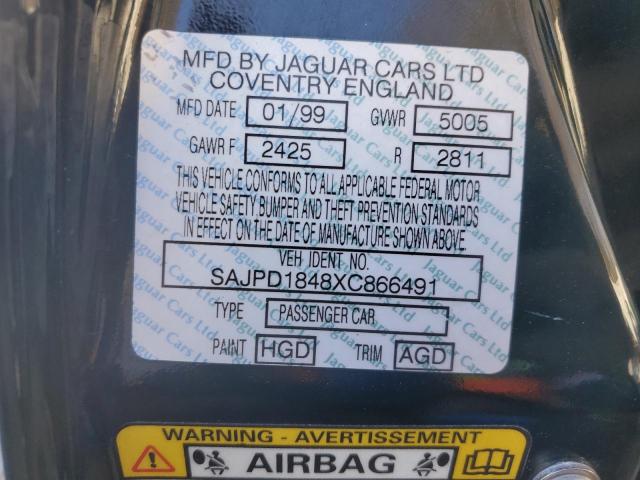 MFD BY JAGUAR CARS LTD
COVENTRY ENGLAND
MFD DATE 01/99 GVWR 5005
GAWR F 2425 R 2811
THIS VEHICLE CONFORMS TO ALL APPLICABLE FEDERAL MOTOR
VEHICLE SAFETY BUMPER AND THEFT PREVENTION STANDARDS
IN EFFECT ON THE DATE OF MANUFACTURE SHOWN ABOVE.
VEH IDENT NO.
SAJPD1848XC866491
TYPE PASSENGER CAR
PAINT HGD TRIM AGD
WARNING - AVERTISSEMENT
AIRBAG